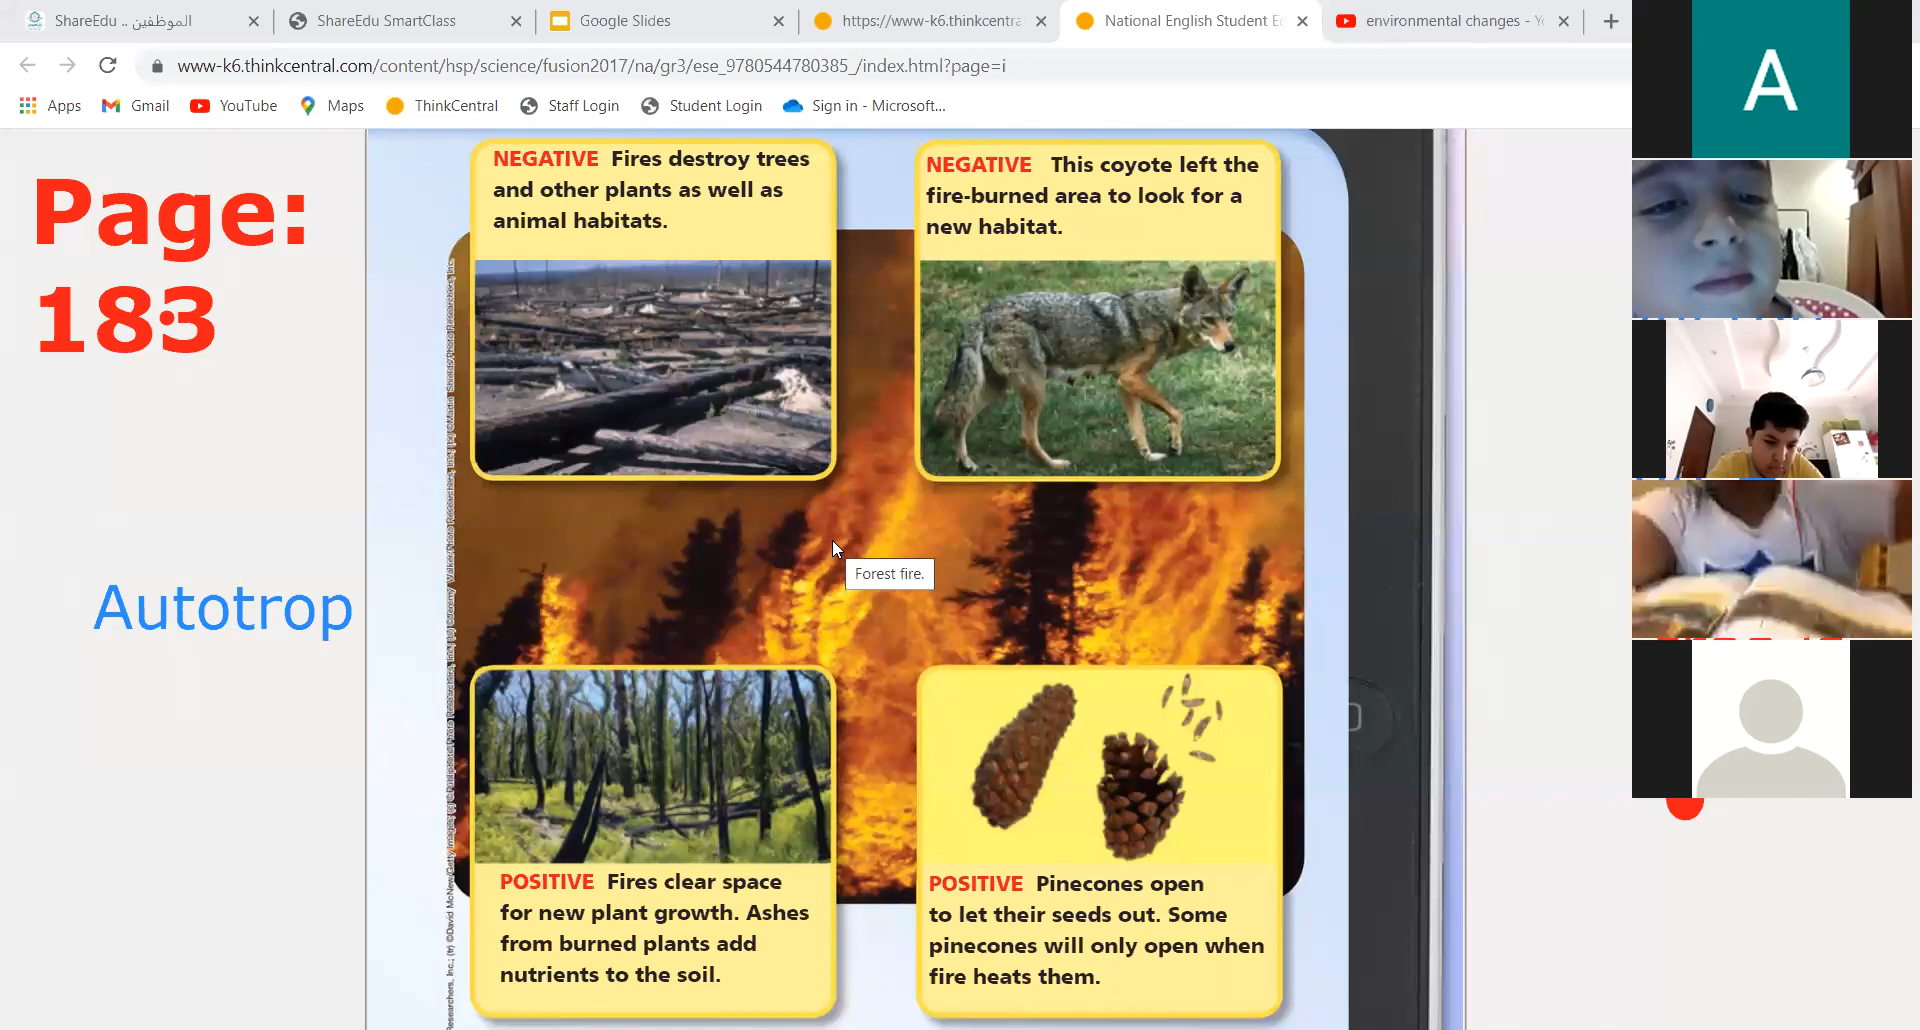 ShareEdu .. الموظفين
ShareEdu SmartClass
Google Slides
https://www-k6.thinkcentra
National English Student E
environmental changes - Y
www-k6.thinkcentral.com/content/hsp/science/fusion2017/na/gr3/ese_9780544780385_/index.html?page=i
Apps
Gmail
YouTube
Maps
ThinkCentral
Staff Login
Student Login
Sign in - Microsoft...
Page:
183
Autotrop
NEGATIVE Fires destroy trees
and other plants as well as
animal habitats.
NEGATIVE This coyote left the
fire-burned area to look for a
new habitat.
Forest fire.
POSITIVE Fires clear space
for new plant growth. Ashes
from burned plants add
nutrients to the soil.
POSITIVE Pinecones open
to let their seeds out. Some
pinecones will only open when
fire heats them.
A